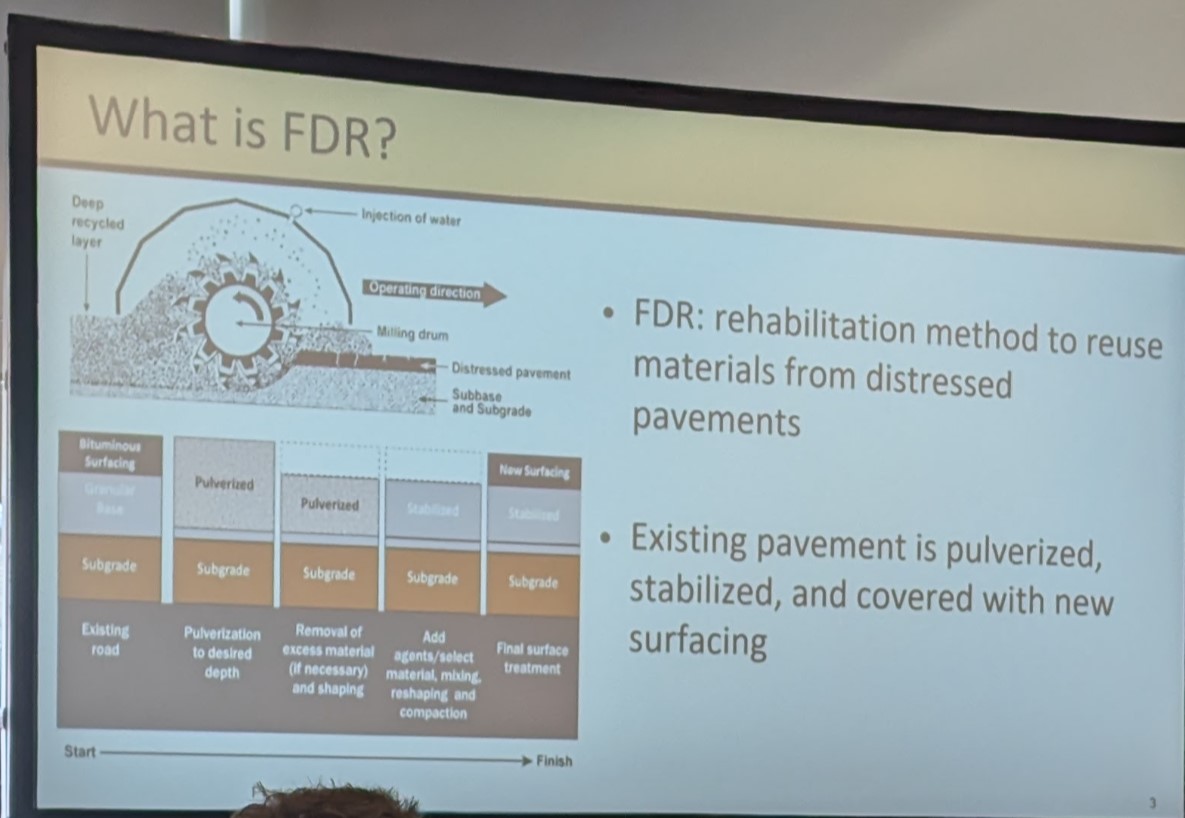 What is FDR?
Deep
recycled
layer
Injection of water
Operating direction
Milling drum
Distressed pavement
Subbase
and Subgrade
Bituminous
Surfacing
Granular
Base
Subgrade
Existing
road
Pulverized
Subgrade
Pulverization
to desired
depth
Pulverized
Subgrade
Removal of
excess material
(if necessary)
and shaping
Stabilized
Subgrade
Add
agents/select
material, mixing,
reshaping and
compaction
New Surfacing
Stabilized
Subgrade
Final surface
treatment
Start
Finish
• FDR: rehabilitation method to reuse
materials from distressed
pavements
• Existing pavement is pulverized,
stabilized, and covered with new
surfacing
3